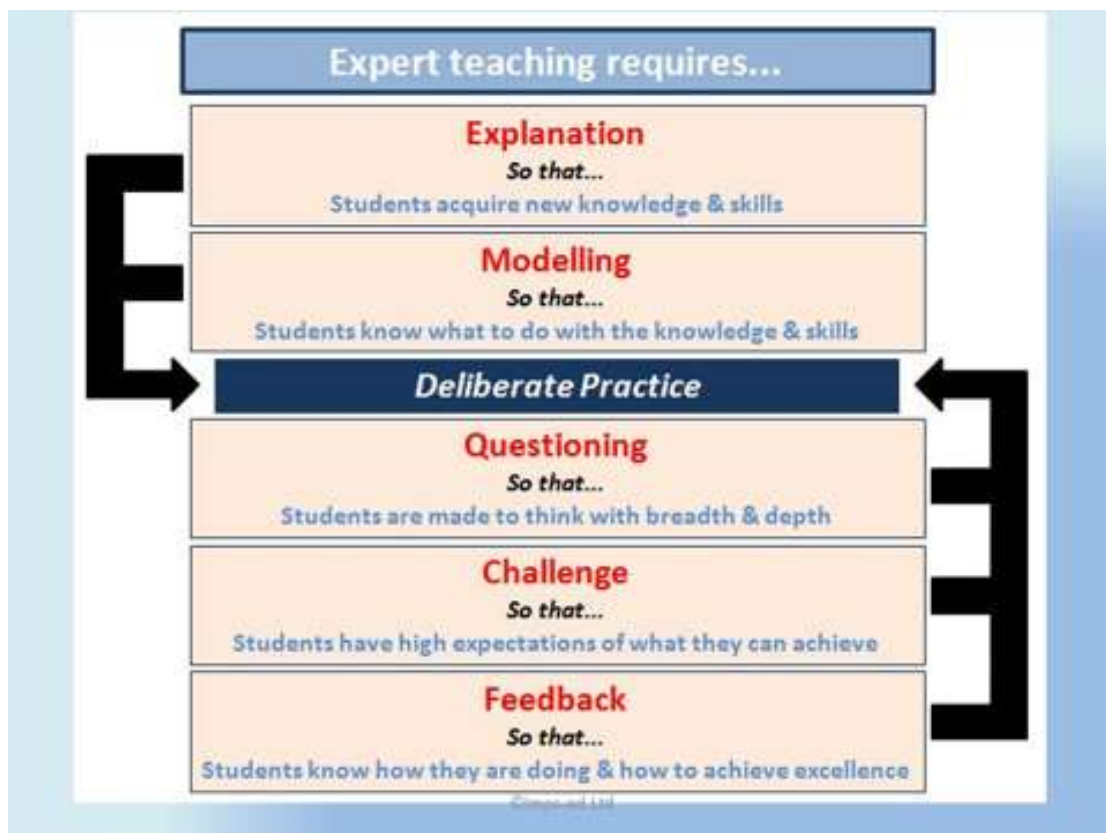 Expert teaching requires...
Explanation
So that...
Students acquire new knowledge & skills
Modelling
So that...
Students know what to do with the knowledge & skills
Deliberate Practice
Questioning
So that...
Students are made to think with breadth & depth
Challenge
So that...
Students have high expectations of what they can achieve
Feedback
So that...
Students know how they are doing & how to achieve excellence
Ltd